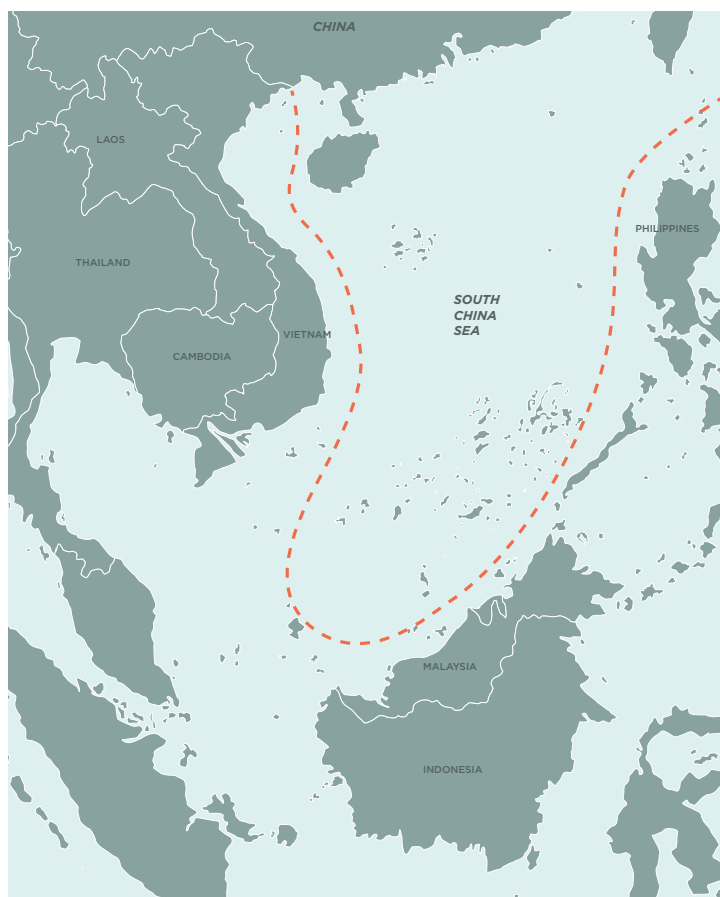 CHINA
LAOS
PHILIPPINES
THAILAND
SOUTH
CHINA
SEA
VIETNAM
CAMBODIA
MALAYSIA
INDONESIA